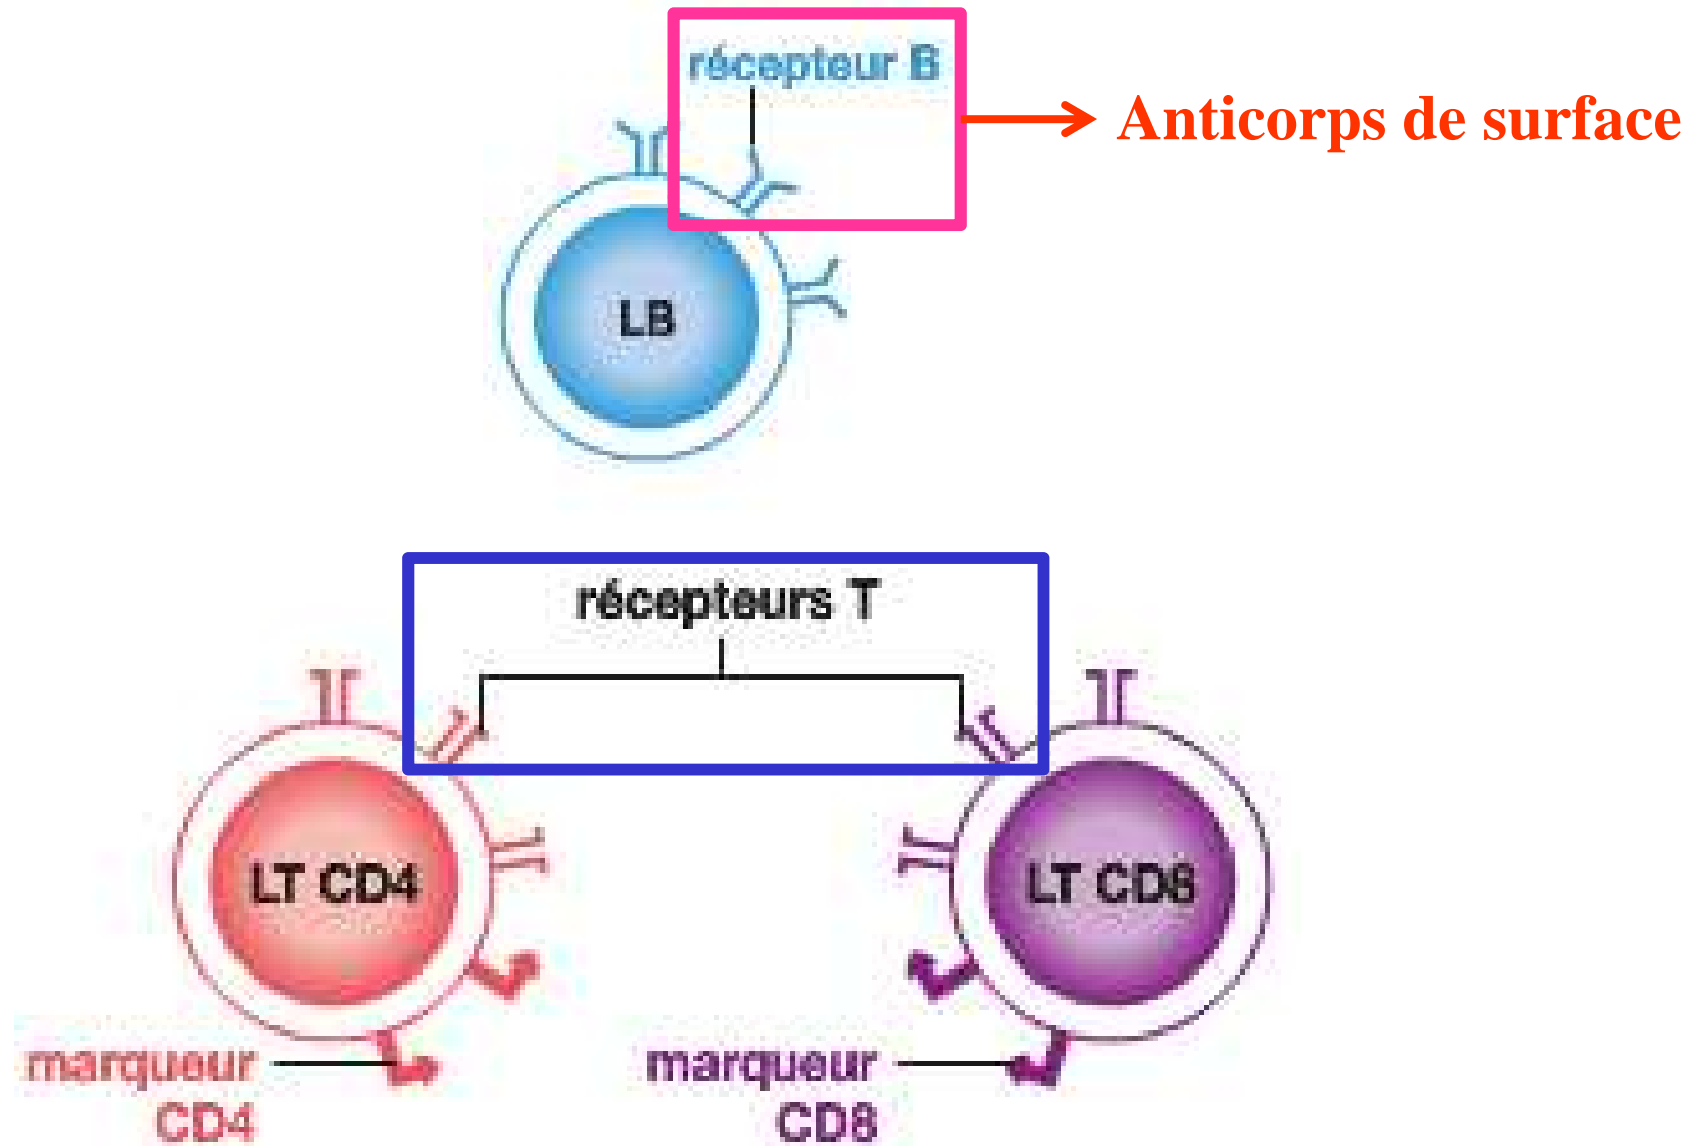 récepteur B
Anticorps de surface
LB
récepteurs T
LT CD4
LT CD8
marqueur
CD4
marqueur
CD8